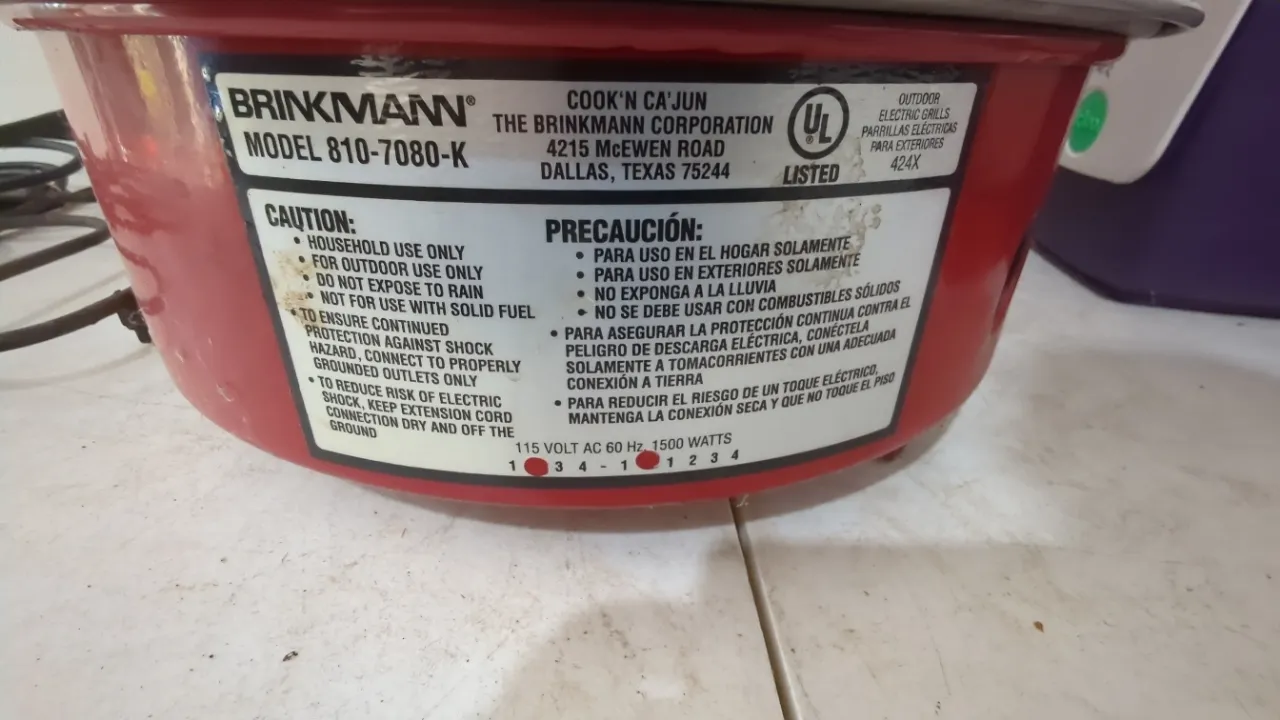 BRINKMANN®
MODEL 810-7080-K
COOK'N CA'JUN
THE BRINKMANN CORPORATION
4215 McEWEN ROAD
DALLAS, TEXAS 75244
UL®
LISTED
OUTDOOR
ELECTRIC GRILLS
PARRILLAS ELÉCTRICAS
PARA EXTERIORES
424X
CAUTION:
• HOUSEHOLD USE ONLY
• FOR OUTDOOR USE ONLY
• DO NOT EXPOSE TO RAIN
• NOT FOR USE WITH SOLID FUEL
• TO ENSURE CONTINUED
PROTECTION AGAINST SHOCK
HAZARD, CONNECT TO PROPERLY
GROUNDED OUTLETS ONLY
• TO REDUCE RISK OF ELECTRIC
SHOCK, KEEP EXTENSION CORD
CONNECTION DRY AND OFF THE
GROUND
PRECAUCIÓN:
• PARA USO EN EL HOGAR SOLAMENTE
• PARA USO EN EXTERIORES SOLAMENTE
• NO EXPONGA A LA LLUVIA
• NO SE DEBE USAR CON COMBUSTIBLES SÓLIDOS
• PARA ASEGURAR LA PROTECCIÓN CONTINUA CONTRA EL
PELIGRO DE DESCARGA ELÉCTRICA, CONÉCTELA
SOLAMENTE A TOMACORRIENTES CON UNA ADECUADA
CONEXIÓN A TIERRA
• PARA REDUCIR EL RIESGO DE UN TOQUE ELÉCTRICO,
MANTENGA LA CONEXIÓN SECA Y QUE NO TOQUE EL PISO
115 VOLT AC 60 Hz, 1500 WATTS
1 3 4 - 1 1 2 3 4